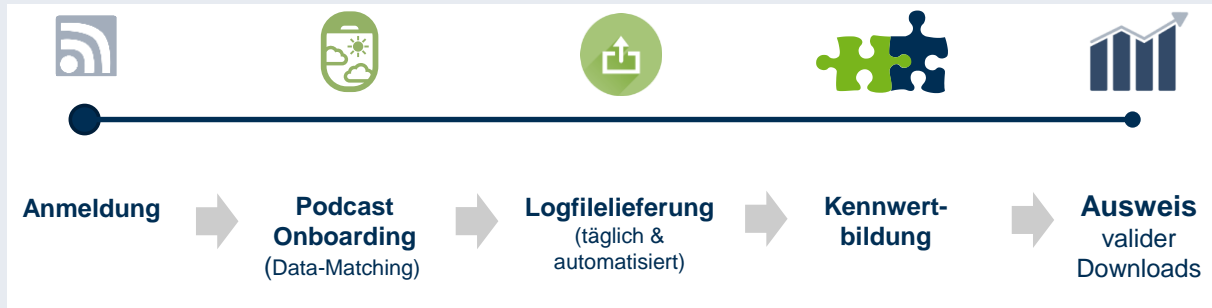 Anmeldung
Podcast
Onboarding
(Data-Matching)
Logfilelieferung
(täglich &
automatisiert)
Kennwert-
bildung
Ausweis
valider
Downloads